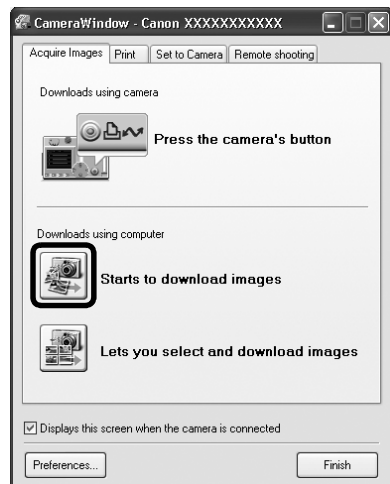 CameraWindow - Canon XXXXXXXXXXX
Acquire Images Print Set to Camera Remote shooting
Downloads using camera
Press the camera's button
Downloads using computer
Starts to download images
Lets you select and download images
Displays this screen when the camera is connected
Preferences... Finish